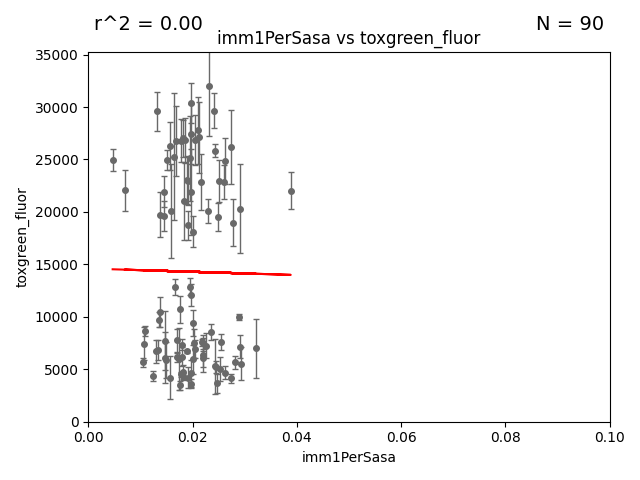 r^2 = 0.00
N = 90
imm1PerSasa vs toxgreen_fluor
35000
30000
25000
20000
15000
10000
5000
0
toxgreen_fluor
0.00 0.02 0.04 0.06 0.08 0.10
imm1PerSasa